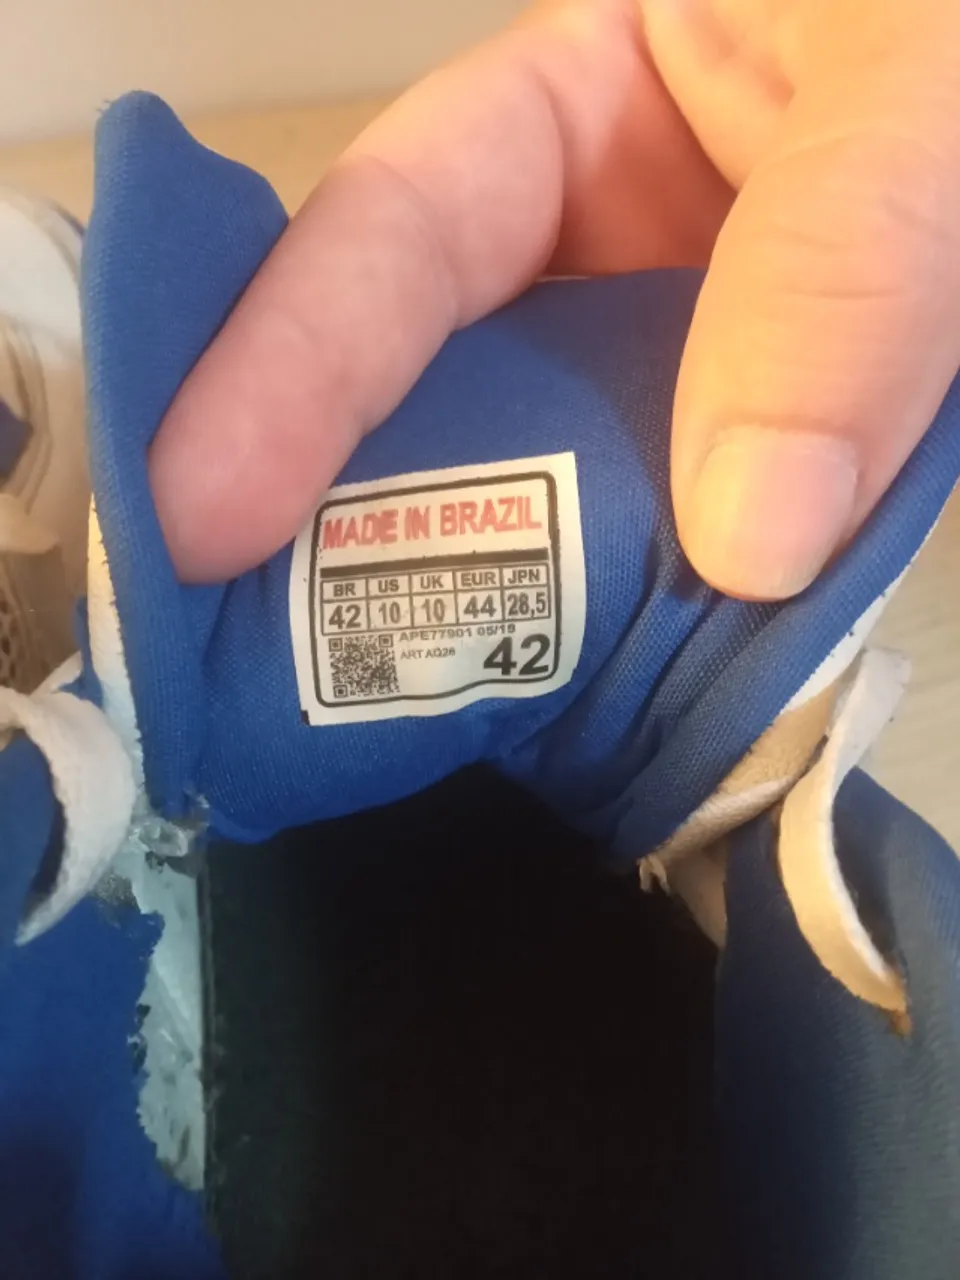 MADE IN BRAZIL
BR US UK EUR JPN
42 10 10 44 28,5
APE77901 05/19
ART AQ26
42